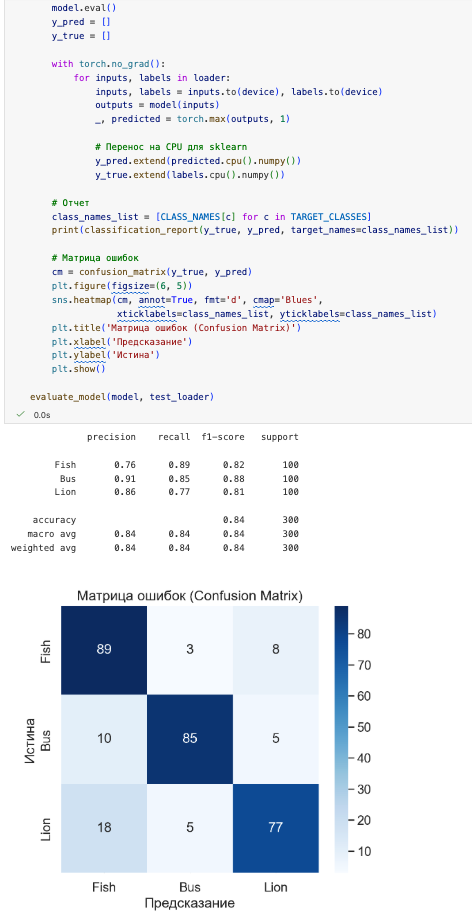 model.eval()
y_pred = []
y_true = []
with torch.no_grad():
for inputs, labels in loader:
inputs, labels = inputs.to(device), labels.to(device)
outputs = model(inputs)
_, predicted = torch.max(outputs, 1)
# Перенос на CPU для sklearn
y_pred.extend(predicted.cpu().numpy())
y_true.extend(labels.cpu().numpy())
# Отчет
class_names_list = [CLASS_NAMES[c] for c in TARGET_CLASSES]
print(classification_report(y_true, y_pred, target_names=class_names_list))
# Матрица ошибок
cm = confusion_matrix(y_true, y_pred)
plt.figure(figsize=(6, 5))
sns.heatmap(cm, annot=True, fmt='d', cmap='Blues',
xticklabels=class_names_list, yticklabels=class_names_list)
plt.title('Матрица ошибок (Confusion Matrix)')
plt.xlabel('Предсказание')
plt.ylabel('Истина')
plt.show()
evaluate_model(model, test_loader)
0.0s
precision recall f1-score support
Fish 0.76 0.89 0.82 100
Bus 0.91 0.85 0.88 100
Lion 0.86 0.77 0.81 100
accuracy 0.84 300
macro avg 0.84 0.84 0.84 300
weighted avg 0.84 0.84 0.84 300
Матрица ошибок (Confusion Matrix)
Fish 89 3 8
Bus 10 85 5
Lion 18 5 77
Истина
Fish Bus Lion
Предсказание
80
70
60
50
40
30
20
10